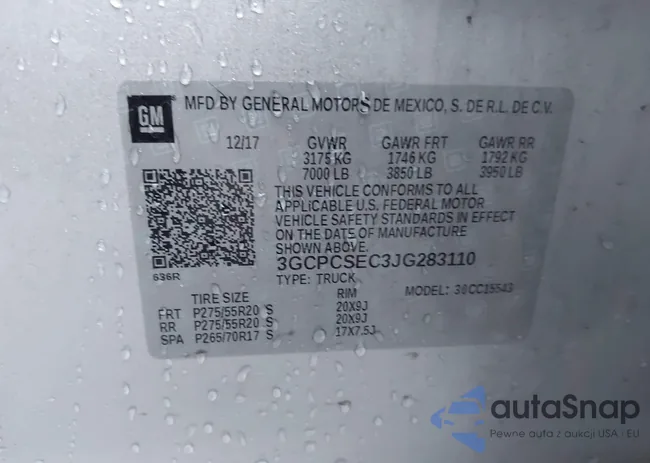 GM
MFD BY GENERAL MOTORS DE MEXICO, S. DE R.L. DE C.V.
12/17 GVWR GAWR FRT GAWR RR
3175 KG 1746 KG 1792 KG
7000 LB 3850 LB 3950 LB
THIS VEHICLE CONFORMS TO ALL
APPLICABLE U.S. FEDERAL MOTOR
VEHICLE SAFETY STANDARDS IN EFFECT
ON THE DATE OF MANUFACTURE
SHOWN ABOVE.
636R
3GCPCSEC3JG283110
TYPE: TRUCK MODEL:
TIRE SIZE RIM
FRT P275/55R20 S 20X9J
RR P275/55R20 S 20X9J
SPA P265/70R17 S 17X7.5J
autaSnap
Pewne auta z aukcji USA - EU